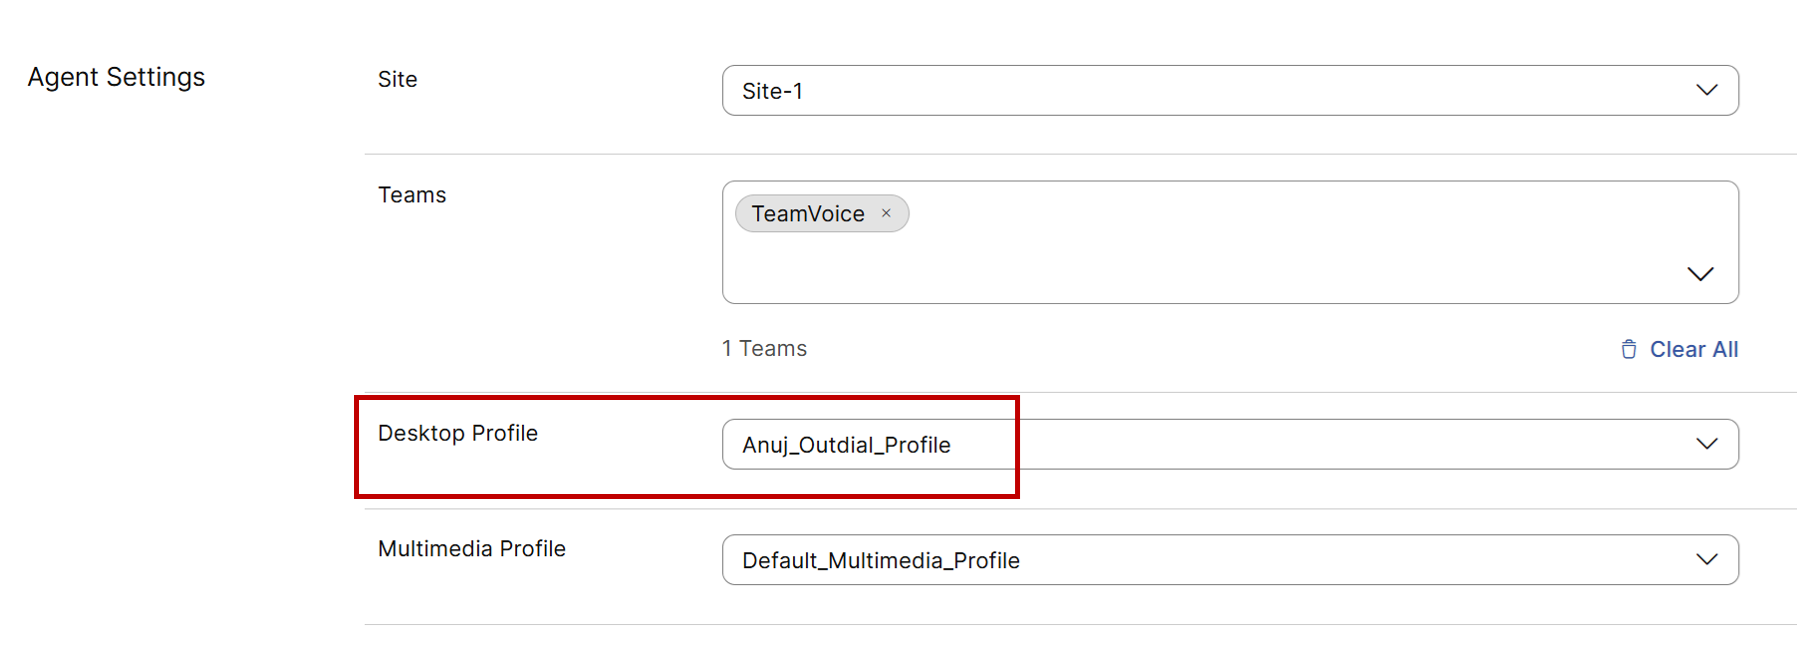 Agent Settings
Site
Site-1
Teams
TeamVoice ×
1 Teams
Clear All
Desktop Profile
Anuj_Outdial_Profile
Multimedia Profile
Default_Multimedia_Profile